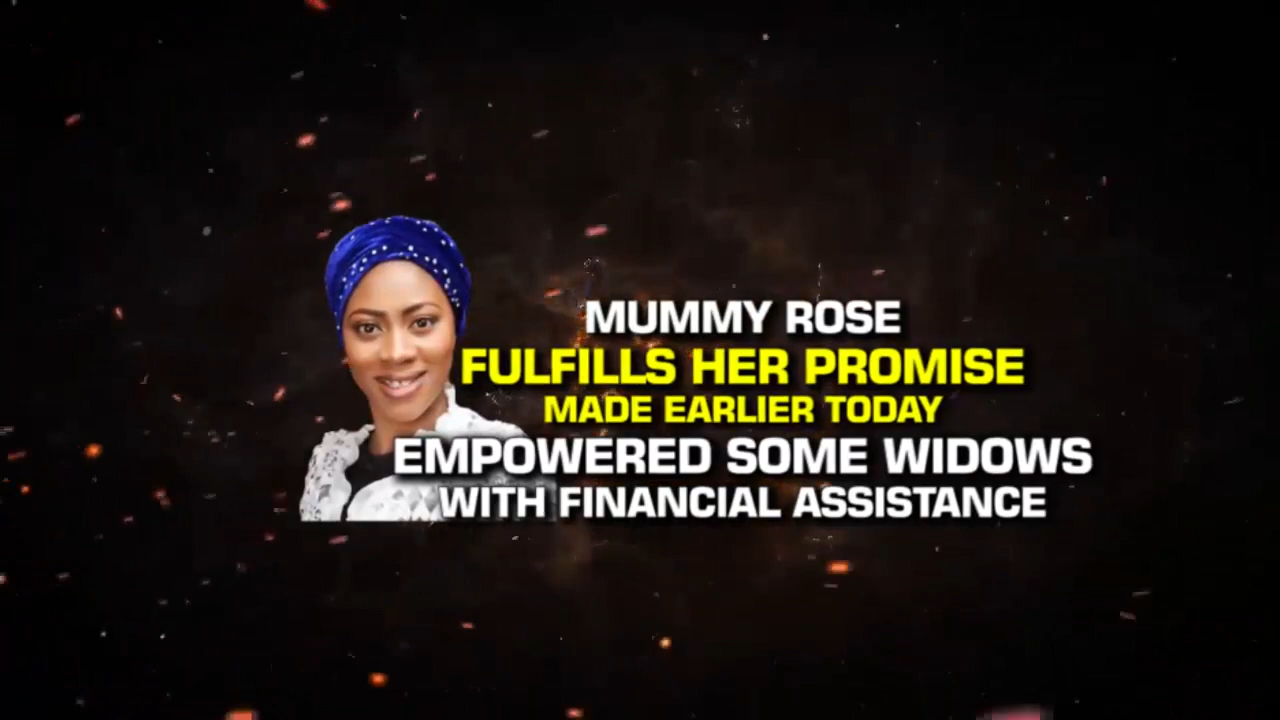 MUMMY ROSE
FULFILLS HER PROMISE
MADE EARLIER TODAY
EMPOWERED SOME WIDOWS
WITH FINANCIAL ASSISTANCE